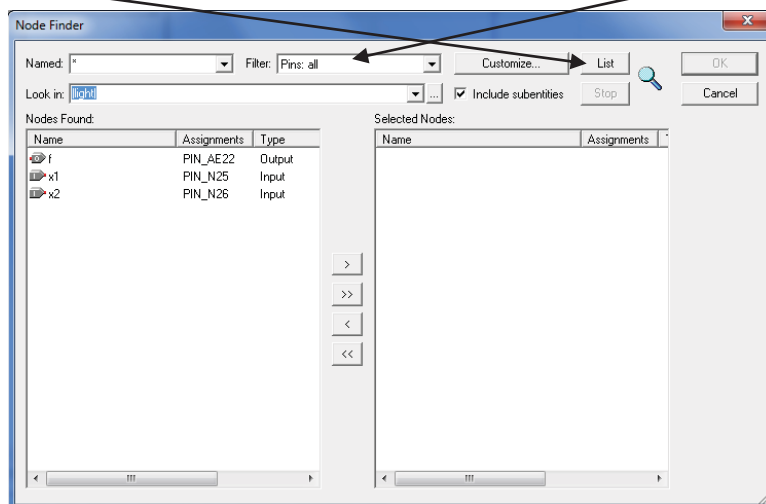 Node Finder
Named: * Filter: Pins: all Customize... List OK
Look in: |light| ... Include subentities Stop Cancel
Nodes Found: Selected Nodes:
Name Assignments Type Name Assignments
f PIN_AE22 Output
x1 PIN_N25 Input
x2 PIN_N26 Input
>
>>
<
<<